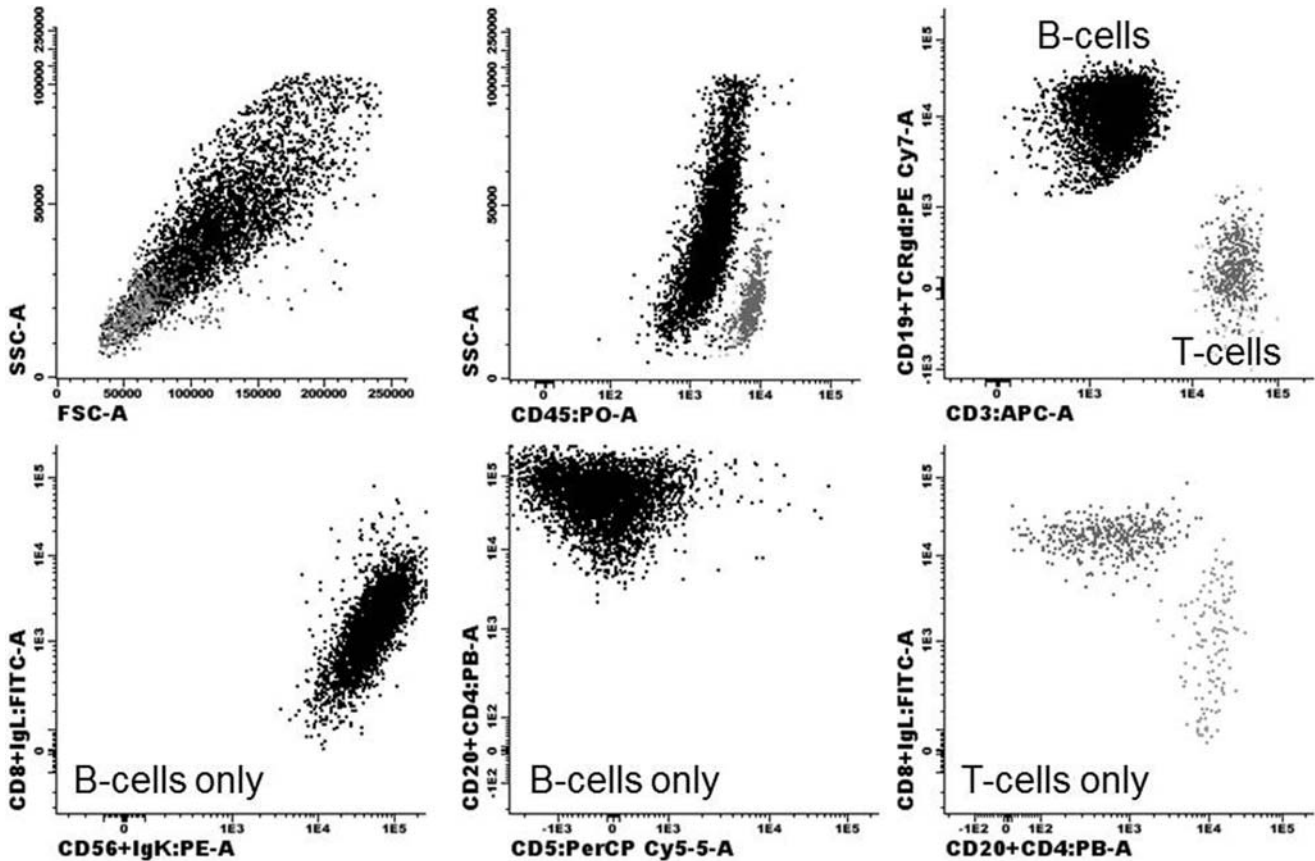 250000
100000
50000
0
SSC-A
0
50000
100000
150000
200000
250000
FSC-A
250000
100000
50000
0
SSC-A
0
1E2
1E3
1E4
1E5
CD45:PO-A
B-cells
T-cells
1E5
1E4
1E3
0
-1E3
CD19+TCRgd:PE Cy7-A
0
1E3
1E4
1E5
CD3:APC-A
1E5
1E4
1E3
0
CD8+IgL:FITC-A
B-cells only
0
1E3
1E4
1E5
CD56+IgK:PE-A
1E5
1E4
1E3
1E2
0
-1E2
CD20+CD4:PB-A
B-cells only
-1E3
0
1E3
1E4
1E5
CD5:PerCP Cy5-5-A
1E5
1E4
1E3
0
CD8+IgL:FITC-A
T-cells only
-1E2
0
1E2
1E3
1E4
1E5
CD20+CD4:PB-A